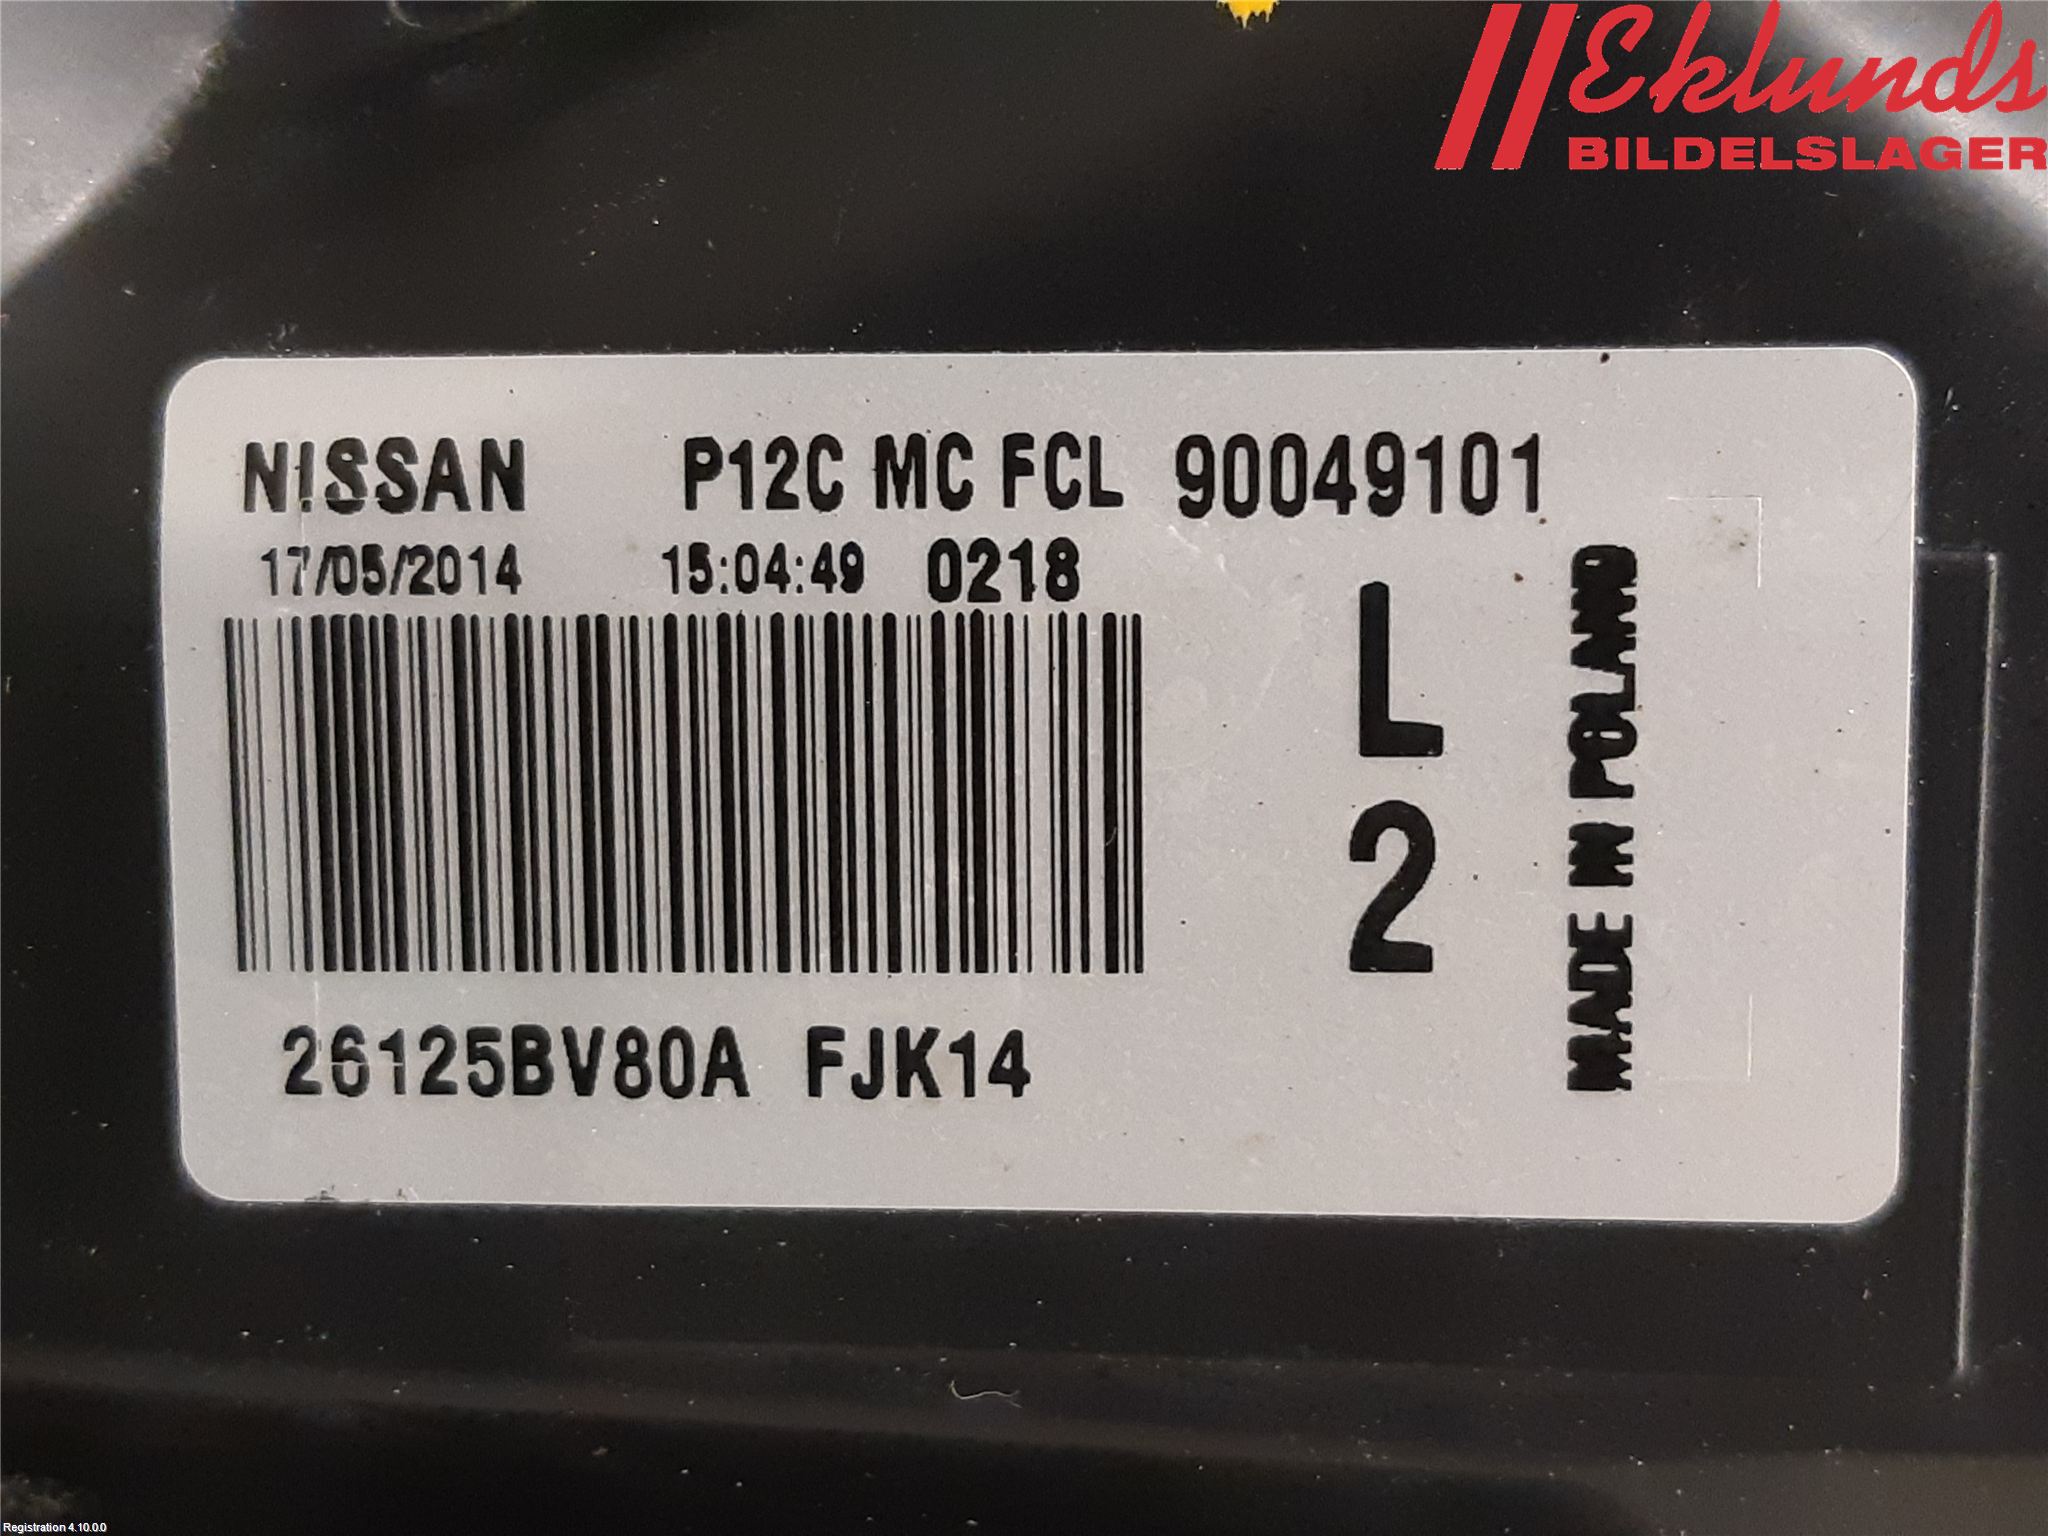 Eklunds
BILDELSLAGER
NISSAN P12C MC FCL 90049101
17/05/2014 15:04:49 0218
L
2
MADE IN POLAND
26125BV80A FJK14
Registration 4.10.0.0